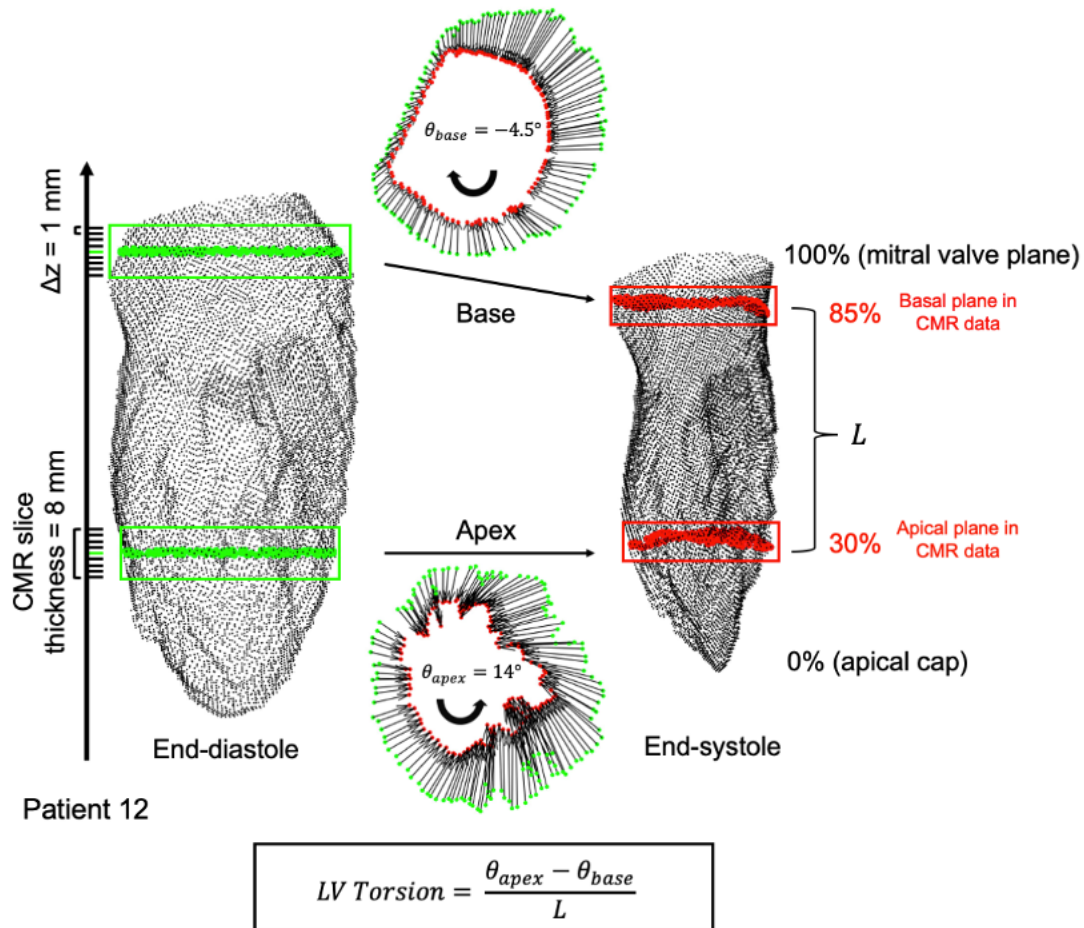 θ_base = −4.5°
Δz = 1 mm
100% (mitral valve plane)
Base
85%
Basal plane in
CMR data
L
CMR slice
thickness = 8 mm
Apex
30%
Apical plane in
CMR data
θ_apex = 14°
0% (apical cap)
End-diastole
End-systole
Patient 12
LV Torsion = (θ_apex − θ_base) / L